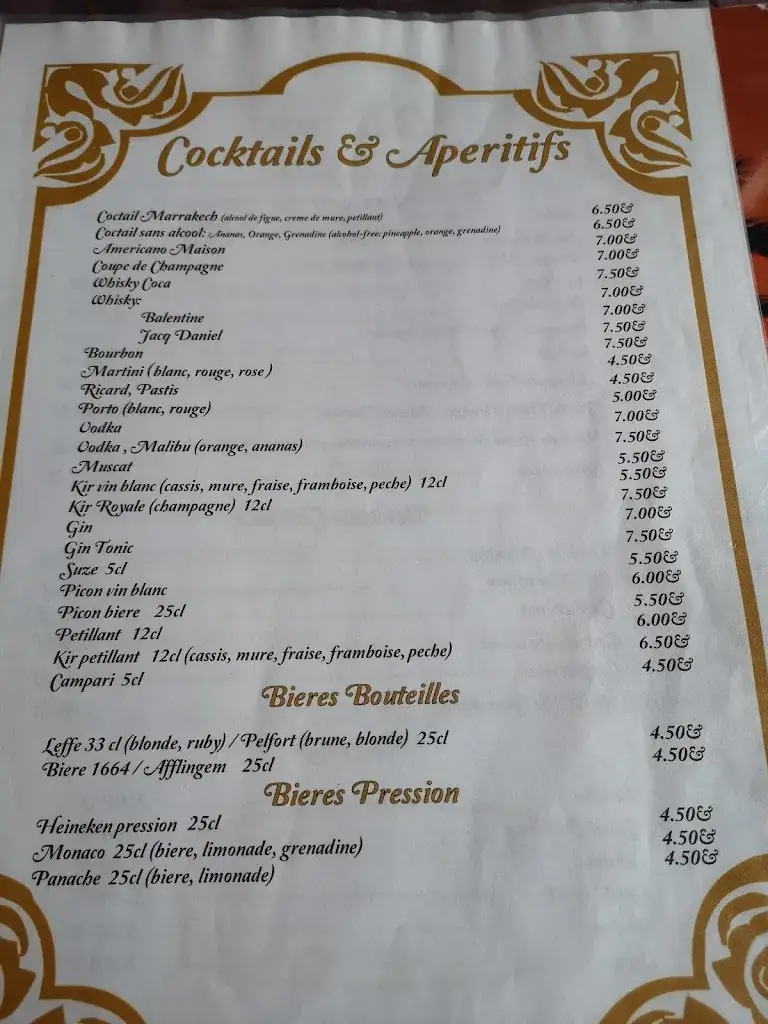 Cocktails & Aperitifs
Coctail Marrakech (alcool de figue, creme de mure, petillant) 6.50&
Coctail sans alcool: Ananas, Orange, Grenadine (alcohol-free: pineapple, orange, grenadine) 6.50&
Americano Maison 7.00&
Coupe de Champagne 7.00&
Whisky Coca 7.50&
Whisky: 7.00&
Balentine 7.00&
Jacq Daniel 7.50&
Bourbon 7.50&
Martini (blanc, rouge, rose ) 4.50&
Ricard, Pastis 4.50&
Porto (blanc, rouge) 5.00&
Vodka 7.00&
Vodka , Malibu (orange, ananas) 7.50&
Muscat 5.50&
Kir vin blanc (cassis, mure, fraise, framboise, peche) 12cl 5.50&
Kir Royale (champagne) 12cl 7.50&
Gin 7.00&
Gin Tonic 7.50&
Suze 5cl 5.50&
Picon vin blanc 6.00&
Picon biere 25cl 5.50&
Petillant 12cl 6.00&
Kir petillant 12cl (cassis, mure, fraise, framboise, peche) 6.50&
Campari 5cl 4.50&
Bieres Bouteilles
Leffe 33 cl (blonde, ruby) / Pelfort (brune, blonde) 25cl 4.50&
Biere 1664 / Afflingem 25cl 4.50&
Bieres Pression
Heineken pression 25cl 4.50&
Monaco 25cl (biere, limonade, grenadine) 4.50&
Panache 25cl (biere, limonade) 4.50&